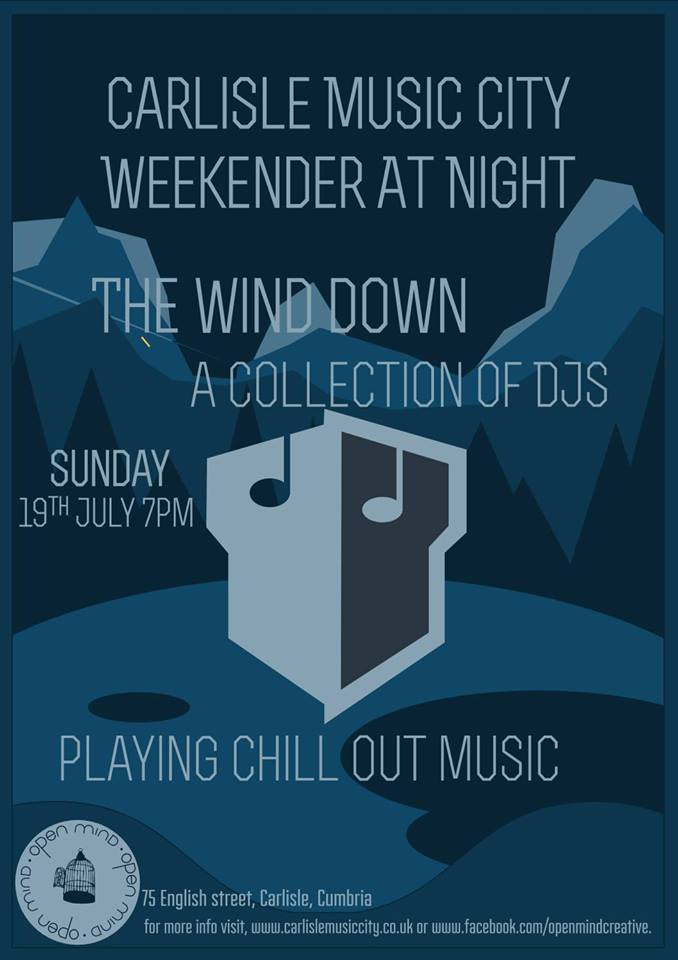 CARLISLE MUSIC CITY
WEEKENDER AT NIGHT
THE WIND DOWN
A COLLECTION OF DJS
SUNDAY
19TH JULY 7PM
PLAYING CHILL OUT MUSIC
open mind · open mind · open mind ·
75 English street, Carlisle, Cumbria
for more info visit, www.carlislemusiccity.co.uk or www.facebook.com/openmindcreative.